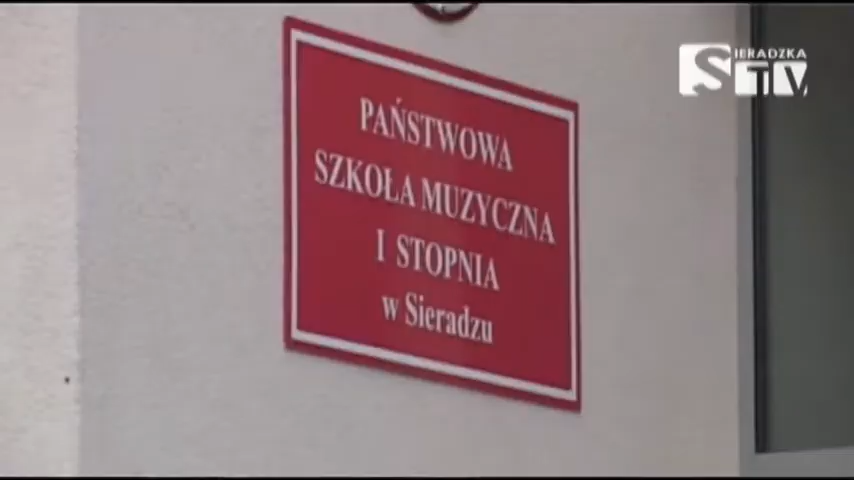 SIERADZKA
STV
PAŃSTWOWA
SZKOŁA MUZYCZNA
I STOPNIA
w Sieradzu